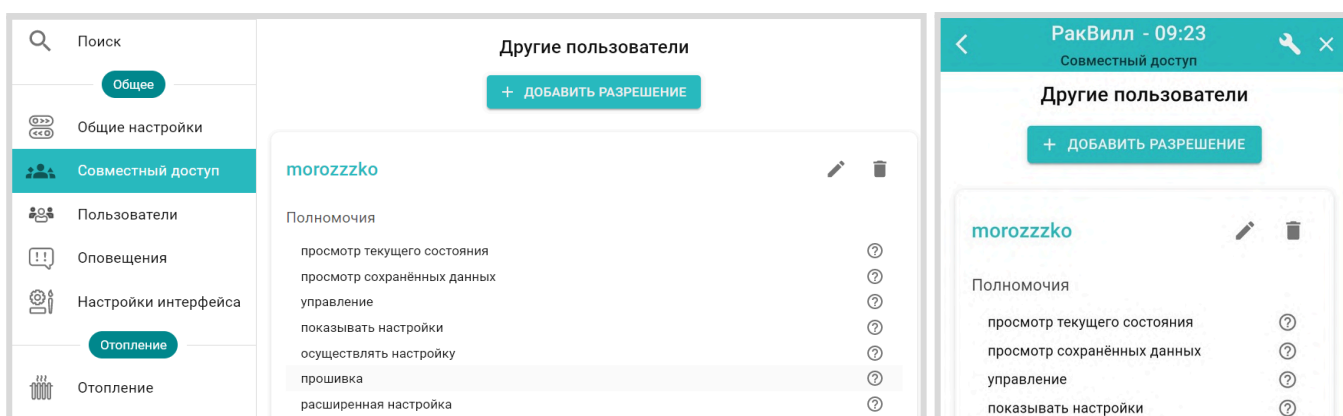 Поиск
Общее
Общие настройки
Совместный доступ
Пользователи
Оповещения
Настройки интерфейса
Отопление
Отопление
Другие пользователи
+ ДОБАВИТЬ РАЗРЕШЕНИЕ
morozzzko
Полномочия
просмотр текущего состояния
просмотр сохранённых данных
управление
показывать настройки
осуществлять настройку
прошивка
расширенная настройка
РакВилл - 09:23
Совместный доступ
Другие пользователи
+ ДОБАВИТЬ РАЗРЕШЕНИЕ
morozzzko
Полномочия
просмотр текущего состояния
просмотр сохранённых данных
управление
показывать настройки